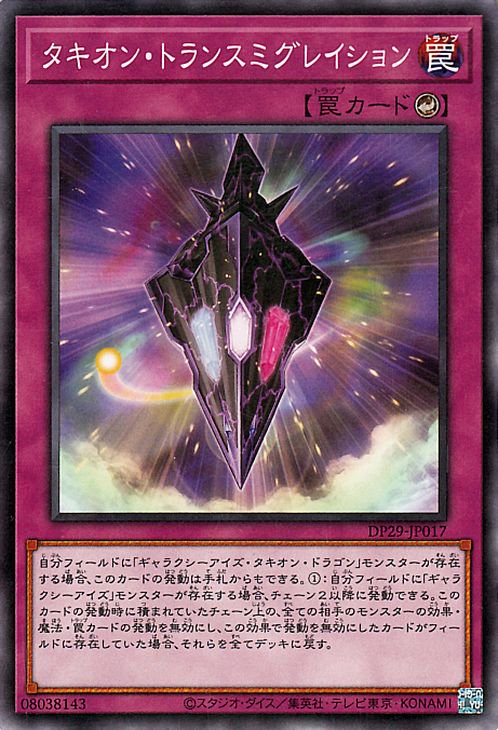 タキオン・トランスミグレイション
トラップ
罠
トラップ
【罠カード】
DP29-JP017
自分フィールドに「ギャラクシーアイズ・タキオン・ドラゴン」モンスターが存在
する場合、このカードの発動は手札からもできる。①：自分フィールドに「ギャラ
クシーアイズ」モンスターが存在する場合、チェーン２以降に発動できる。この
カードの発動時に積まれていたチェーン上の、全ての相手のモンスターの効果・
魔法・罠カードの発動を無効にし、この効果で発動を無効にしたカードがフィー
ルドに存在していた場合、それらを全てデッキに戻す。
08038143
©スタジオ・ダイス／集英社・テレビ東京・KONAMI